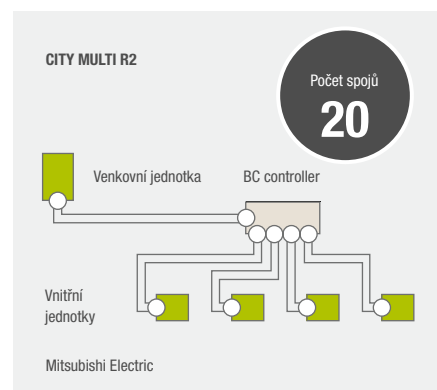 CITY MULTI R2
Počet spojů
20
Venkovní jednotka
BC controller
Vnitřní
jednotky
Mitsubishi Electric